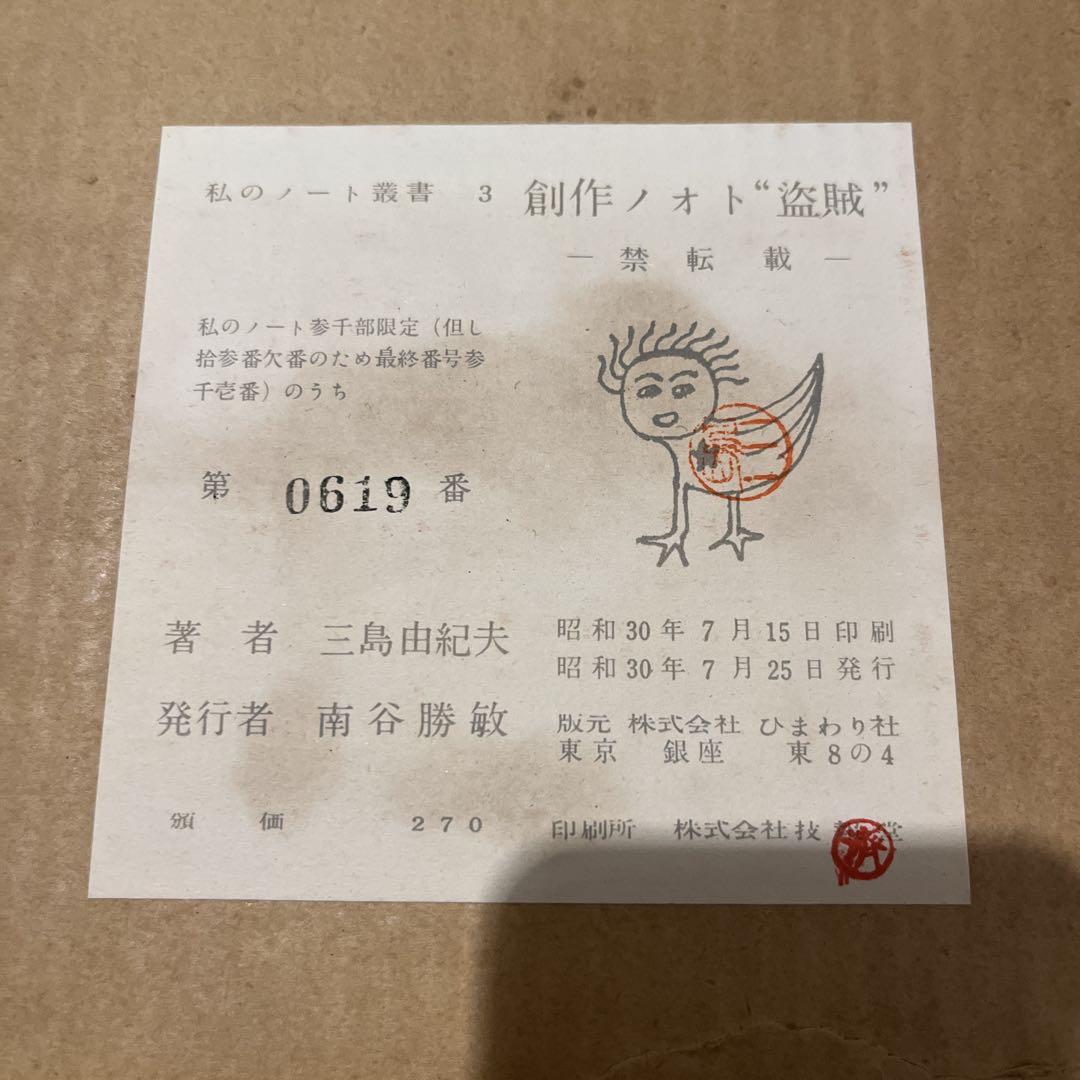 私のノート叢書 3 創作ノオト“盗賊”
— 禁 転 載 —
私のノート参千部限定（但し
拾参番欠番のため最終番号参
千壱番）のうち
第 0619 番
著 者 三島由紀夫
発行者 南谷勝敏
頒 価 270
昭和30年7月15日印刷
昭和30年7月25日発行
版元 株式会社 ひまわり社
東京 銀座 東8の4
印刷所 株式会社技 堂